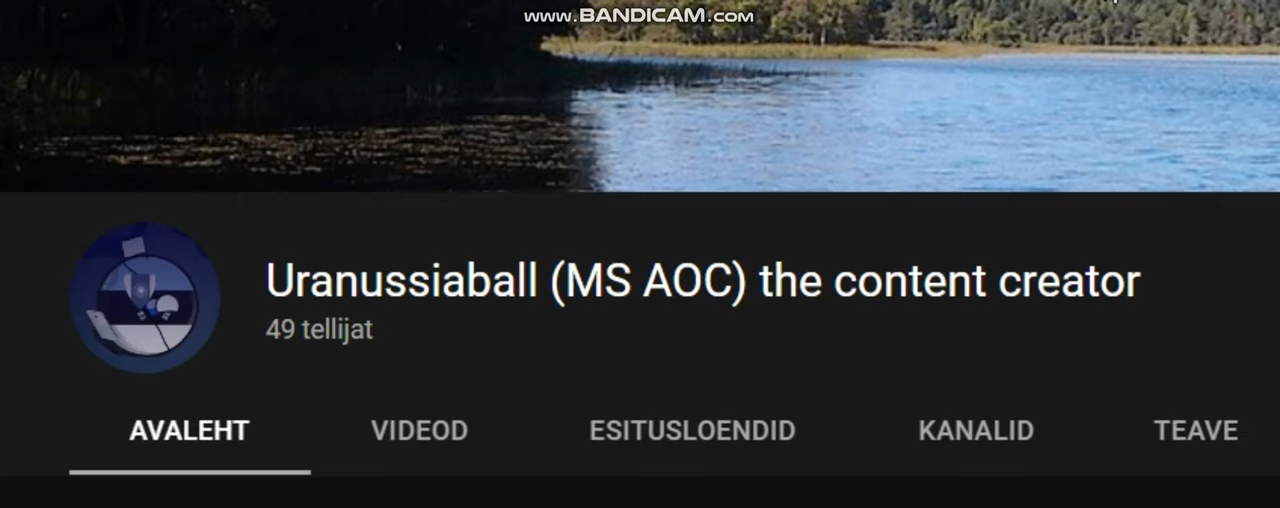 www.BANDICAM.com
Uranussiaball (MS AOC) the content creator
49 tellijat
AVALEHT VIDEOD ESITUSLOENDID KANALID TEAVE